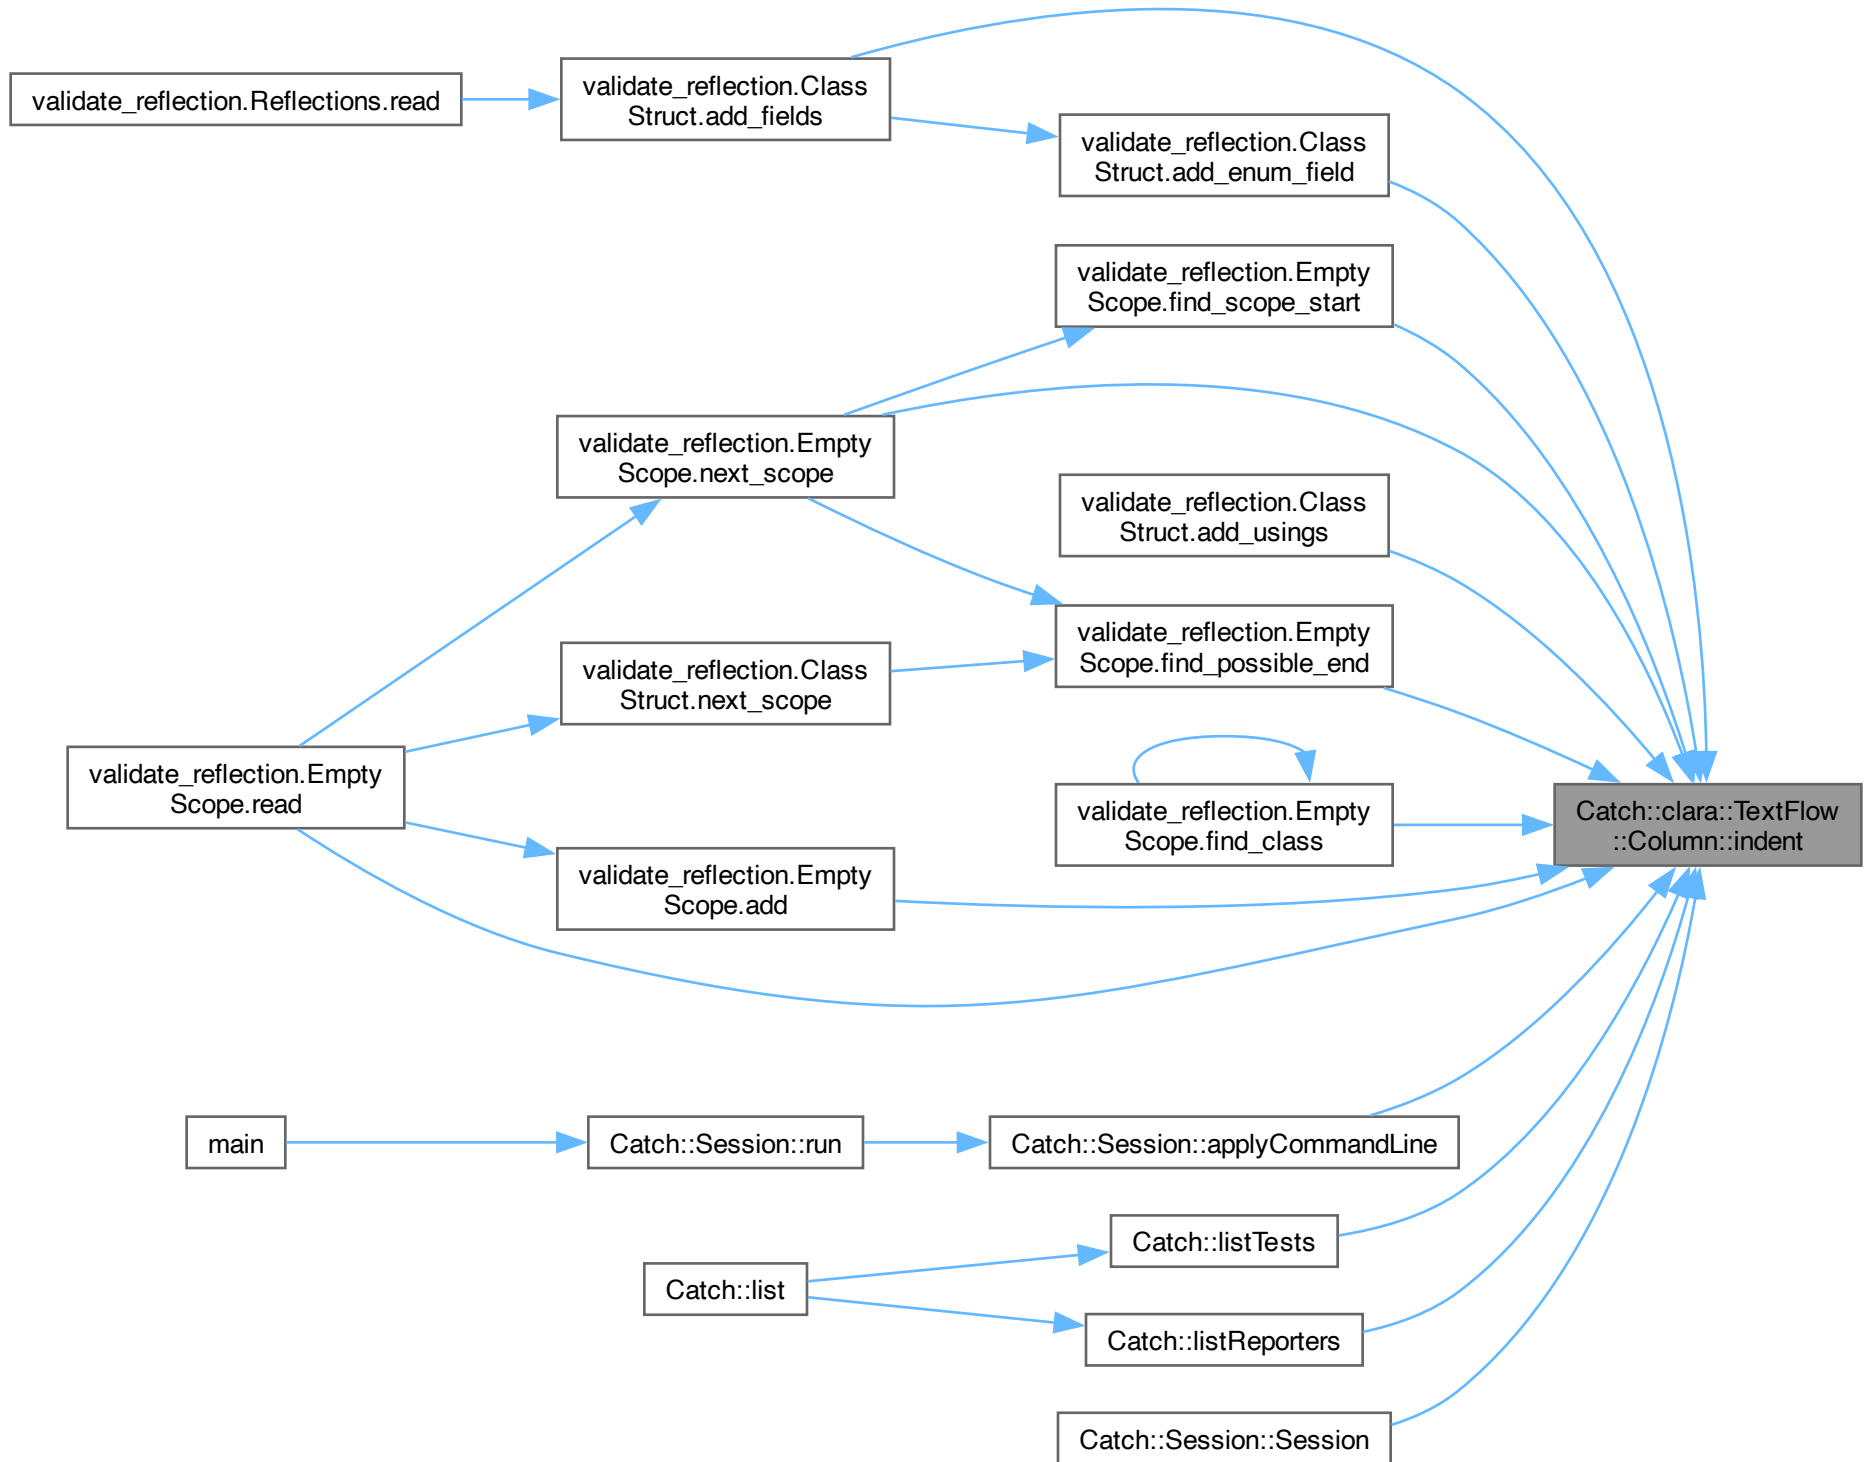 validate_reflection.Reflections.read
validate_reflection.Class
Struct.add_fields
validate_reflection.Class
Struct.add_enum_field
validate_reflection.Empty
Scope.find_scope_start
validate_reflection.Empty
Scope.next_scope
validate_reflection.Class
Struct.add_usings
validate_reflection.Empty
Scope.find_possible_end
validate_reflection.Class
Struct.next_scope
validate_reflection.Empty
Scope.read
validate_reflection.Empty
Scope.find_class
Catch::clara::TextFlow
::Column::indent
validate_reflection.Empty
Scope.add
main
Catch::Session::run
Catch::Session::applyCommandLine
Catch::listTests
Catch::list
Catch::listReporters
Catch::Session::Session